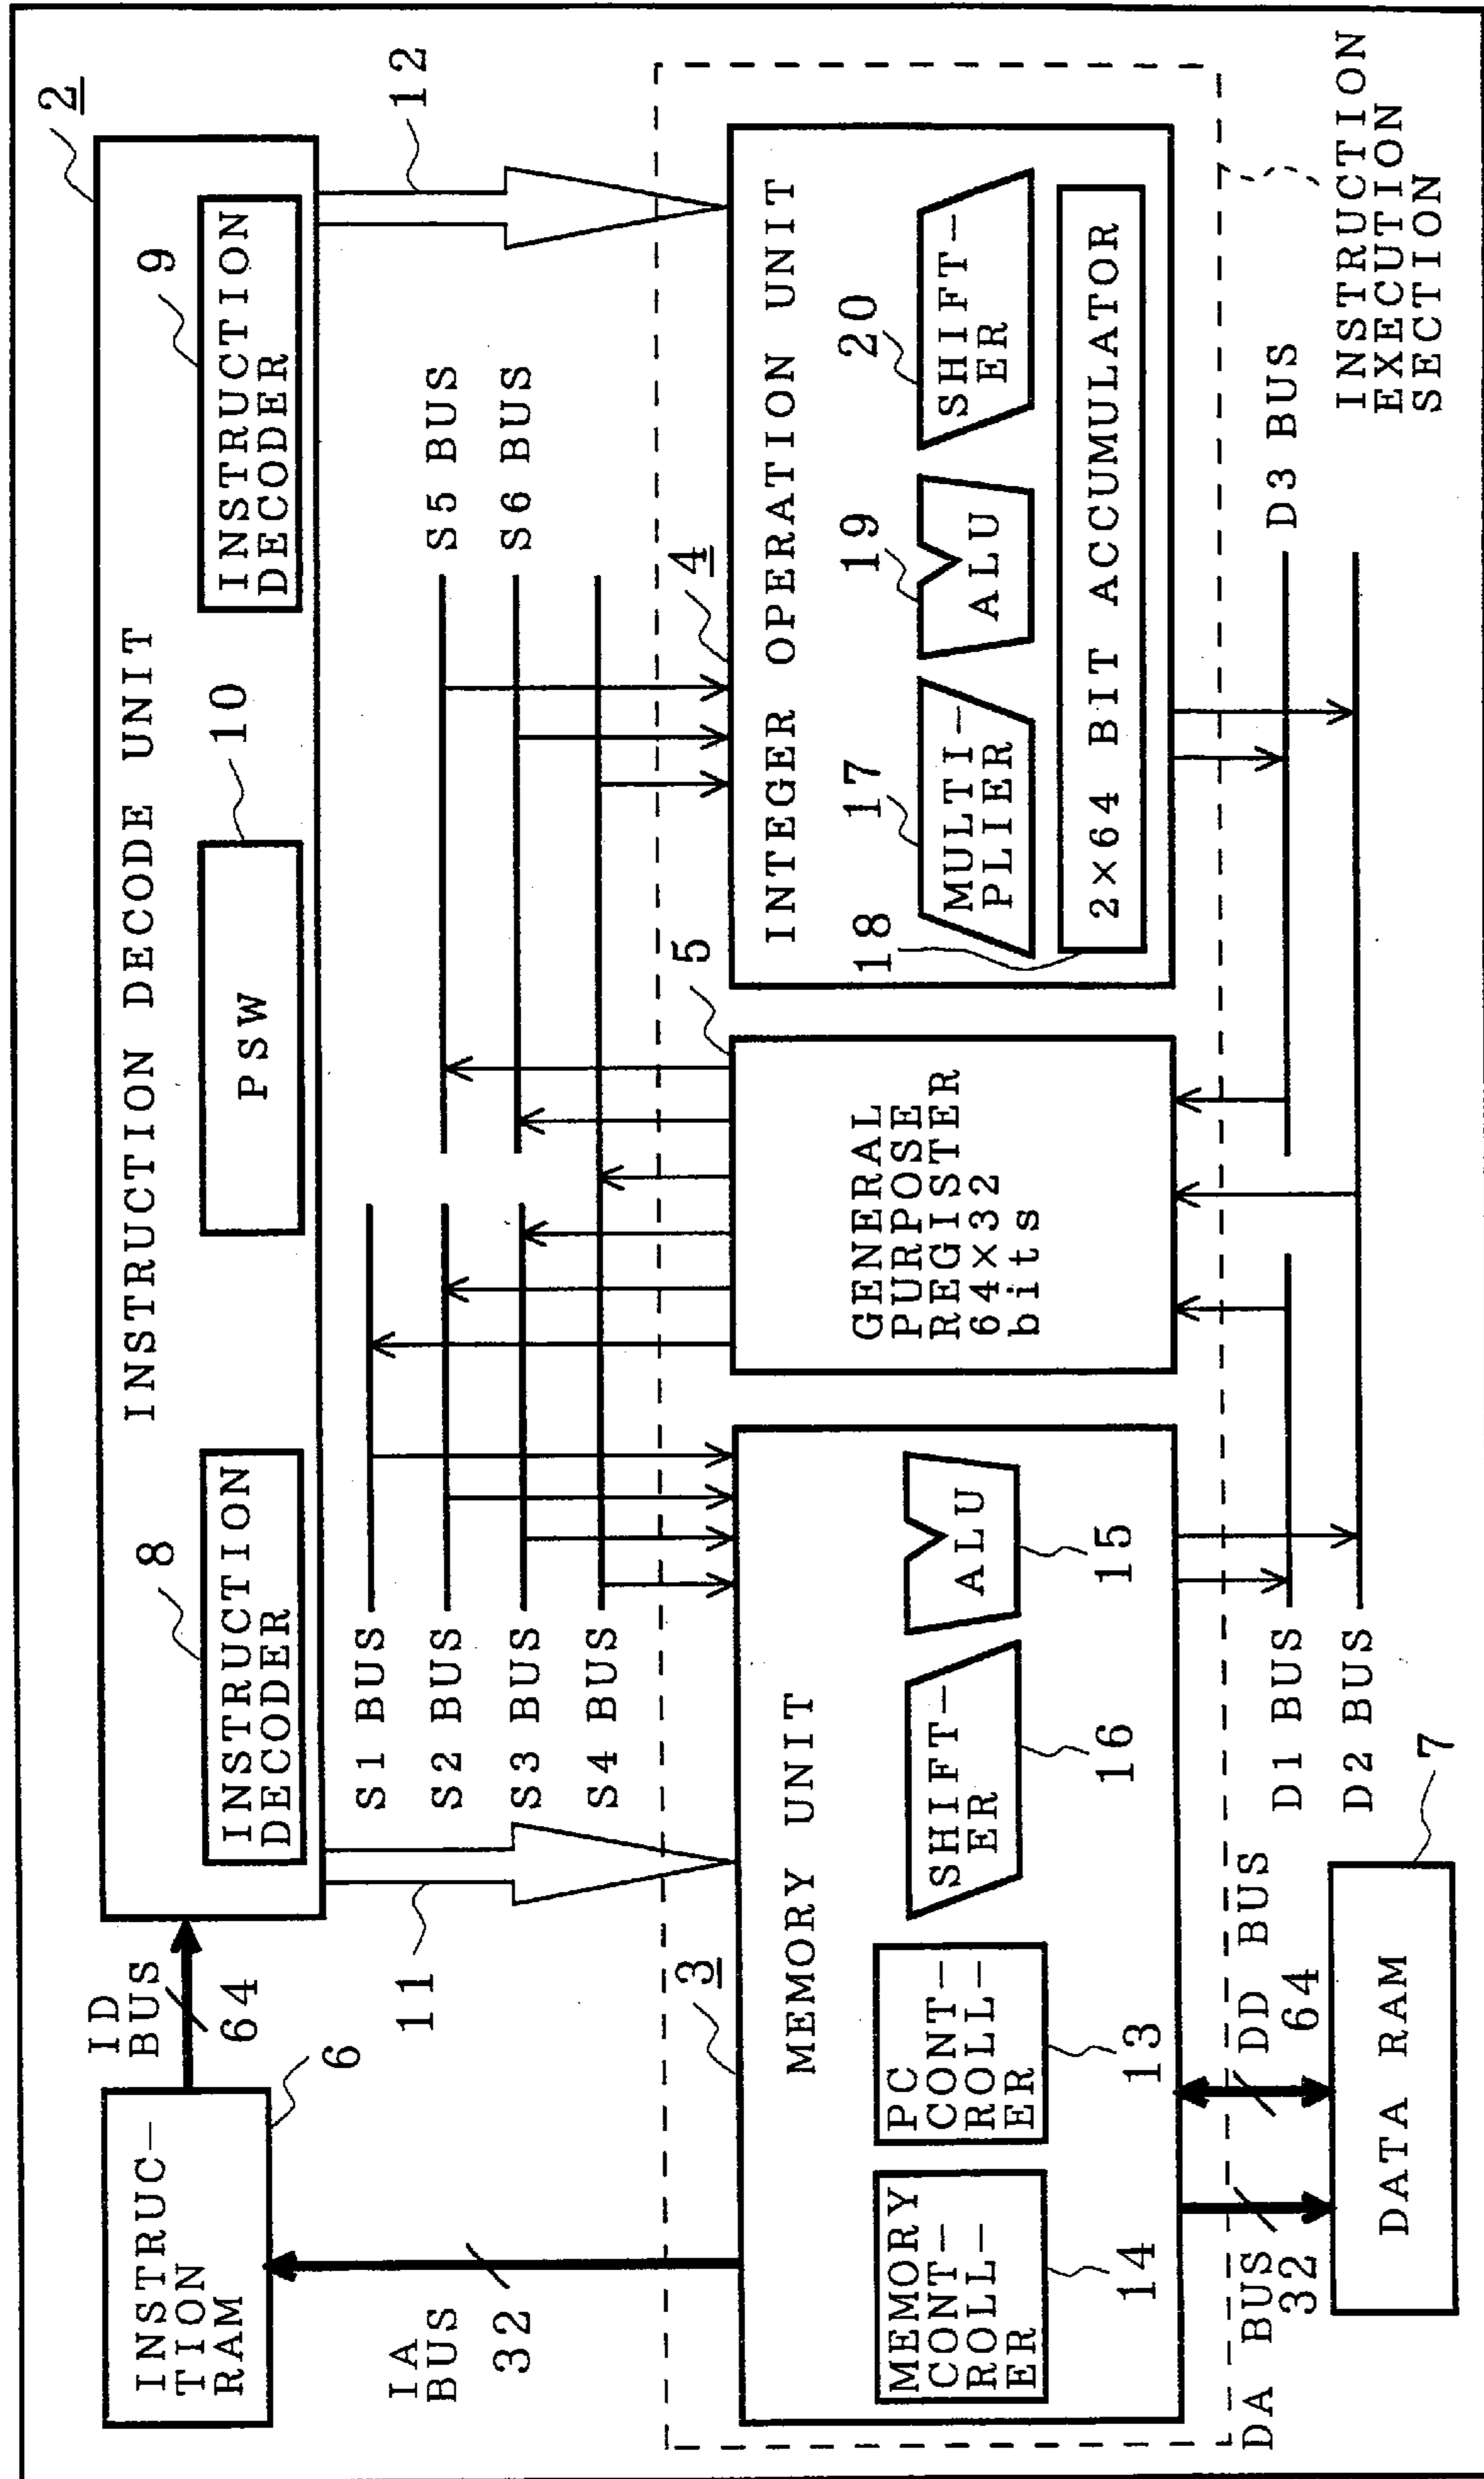 2
INSTRUCTION DECODE UNIT
8
INSTRUCTION
DECODER
10
PSW
9
INSTRUCTION
DECODER
ID
BUS
64
INSTRUC-
TION
RAM
6
IA
BUS
32
11
12
S1 BUS
S2 BUS
S3 BUS
S4 BUS
S5 BUS
S6 BUS
3
MEMORY UNIT
MEMORY
CONT-
ROLL-
ER
14
PC
CONT-
ROLL-
ER
13
SHIFT-
ER
16
ALU
15
5
GENERAL
PURPOSE
REGISTER
64×32
bits
4
INTEGER OPERATION UNIT
17
MULTI-
PLIER
18
19
ALU
20
SHIFT-
ER
2×64 BIT ACCUMULATOR
DA BUS
32
DD BUS
64
D1 BUS
D2 BUS
D3 BUS
INSTRUCTION
EXECUTION
SECTION
7
DATA RAM